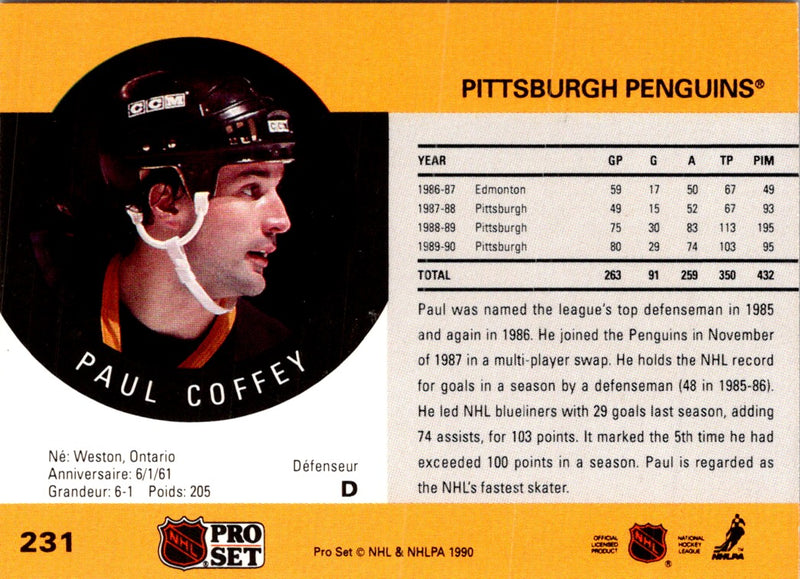 CCM
CCM
PAUL COFFEY
Né: Weston, Ontario
Anniversaire: 6/1/61
Grandeur: 6-1 Poids: 205
Défenseur
D
PITTSBURGH PENGUINS®
YEAR GP G A TP PIM
1986-87 Edmonton 59 17 50 67 49
1987-88 Pittsburgh 49 15 52 67 93
1988-89 Pittsburgh 75 30 83 113 195
1989-90 Pittsburgh 80 29 74 103 95
TOTAL 263 91 259 350 432
Paul was named the league's top defenseman in 1985
and again in 1986. He joined the Penguins in November
of 1987 in a multi-player swap. He holds the NHL record
for goals in a season by a defenseman (48 in 1985-86).
He led NHL blueliners with 29 goals last season, adding
74 assists, for 103 points. It marked the 5th time he had
exceeded 100 points in a season. Paul is regarded as
the NHL's fastest skater.
231
NHL
PRO
SET
Pro Set © NHL & NHLPA 1990
OFFICIAL
LICENSED
PRODUCT
NHL
®
NATIONAL
HOCKEY
LEAGUE
NHLPA